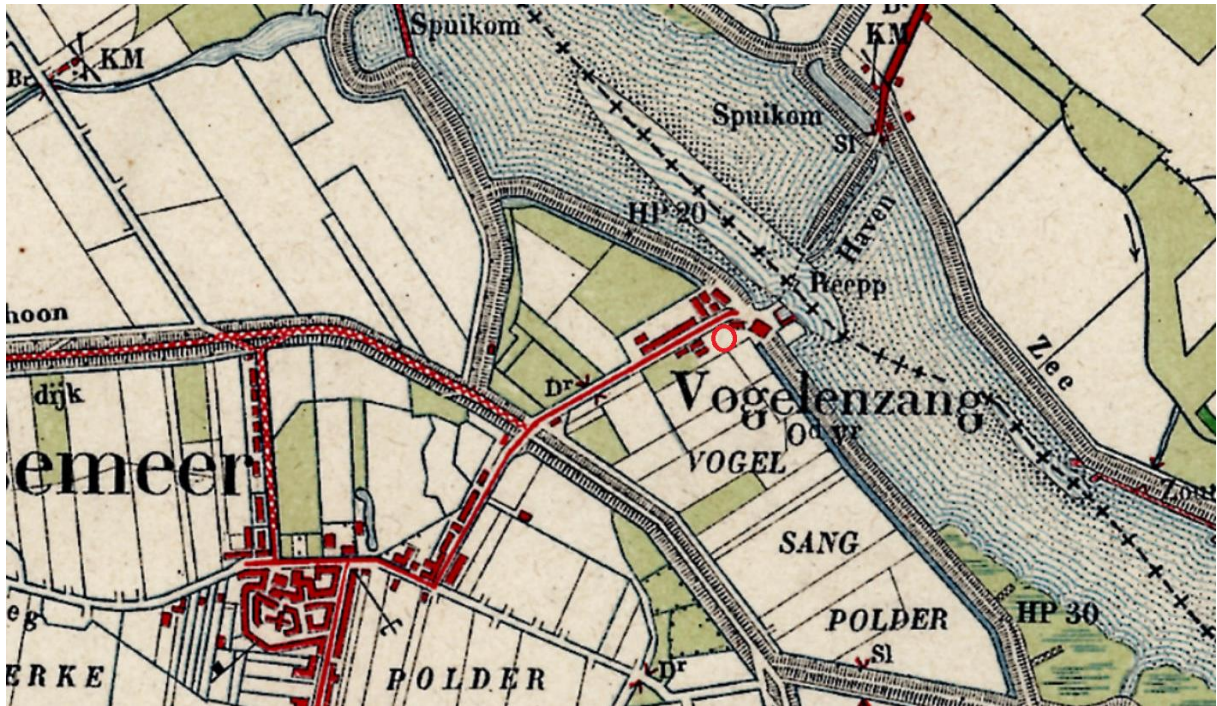 Spuikom
KM
Br
KM
Spuikom
Sl
HP 20
Haven
Reepp
hoon
Zee
dijk
Dr
Vogelenzang
Od vr
VOGEL
emeer
SANG
HP 30
POLDER
Sl
eg
Dr
ERKE
POLDER